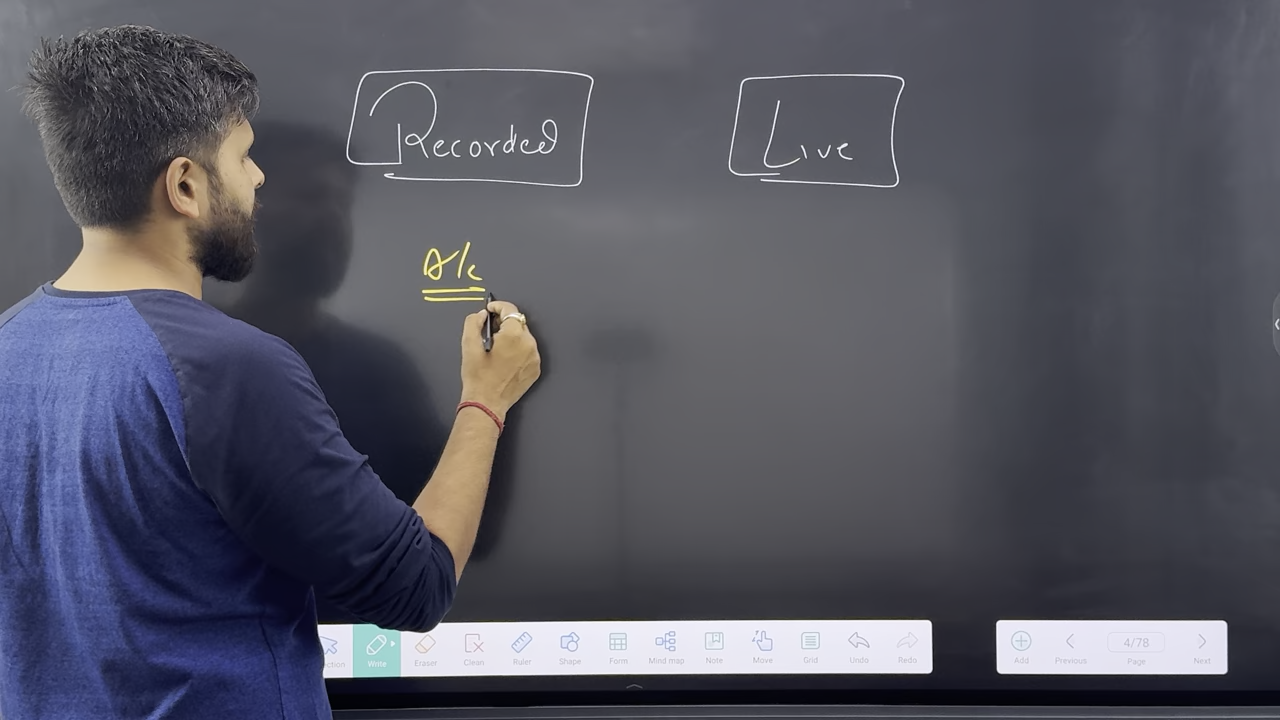 Recorded
Live
A/c
ction
Write
Eraser
Clean
Ruler
Shape
Form
Mind map
Note
Move
Grid
Undo
Redo
Add
Previous
4/78
Page
Next